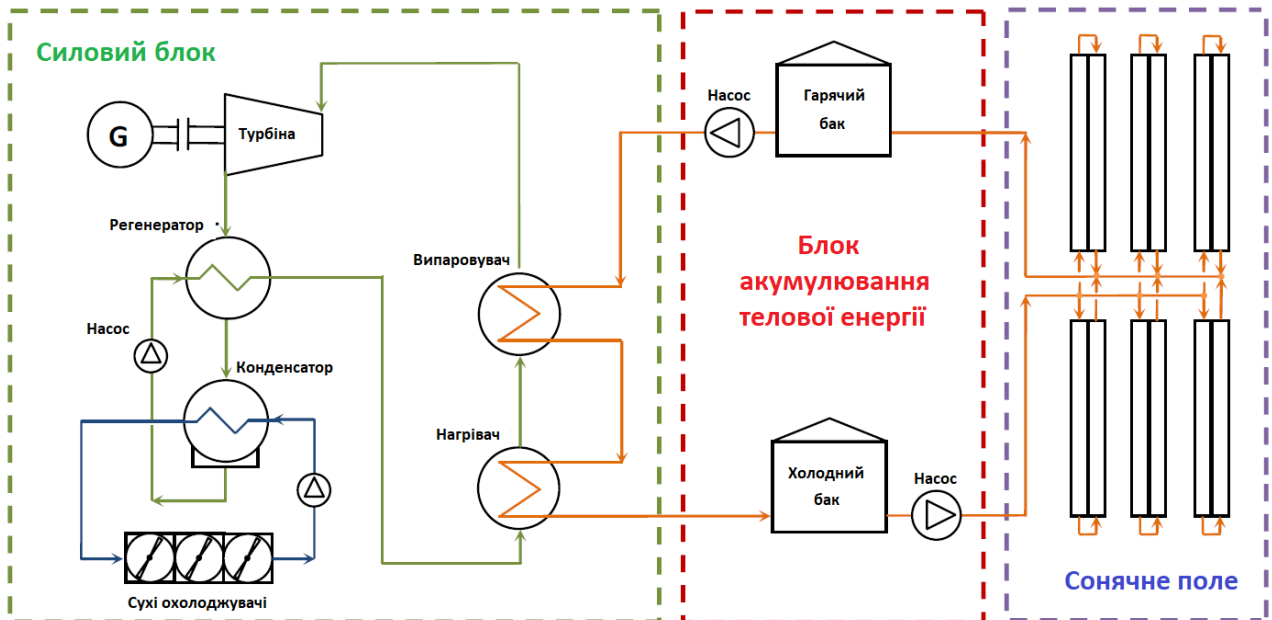 Силовий блок
G
Турбіна
Регенератор
Випаровувач
Насос
Конденсатор
Нагрівач
Сухі охолоджувачі
Насос
Гарячий
бак
Блок
акумулювання
телової енергії
Холодний
бак
Насос
Сонячне поле